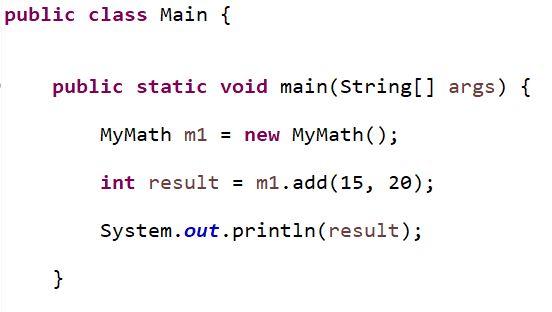 public class Main {
public static void main(String[] args) {
MyMath m1 = new MyMath();
int result = m1.add(15, 20);
System.out.println(result);
}